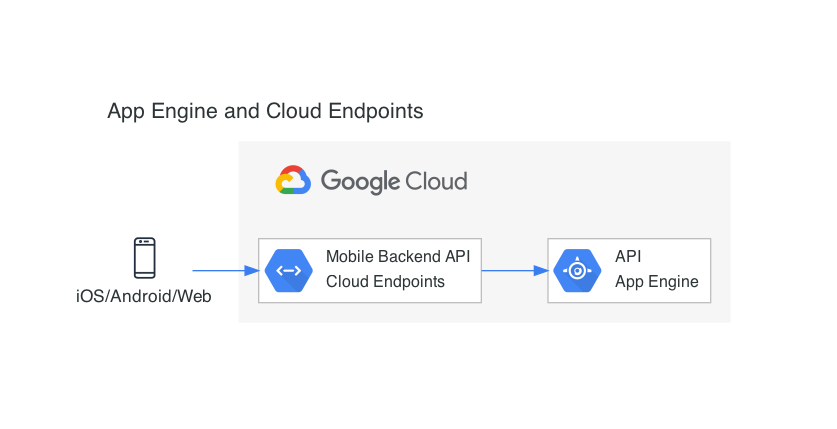 App Engine and Cloud Endpoints
Google Cloud
iOS/Android/Web
Mobile Backend API
Cloud Endpoints
API
App Engine